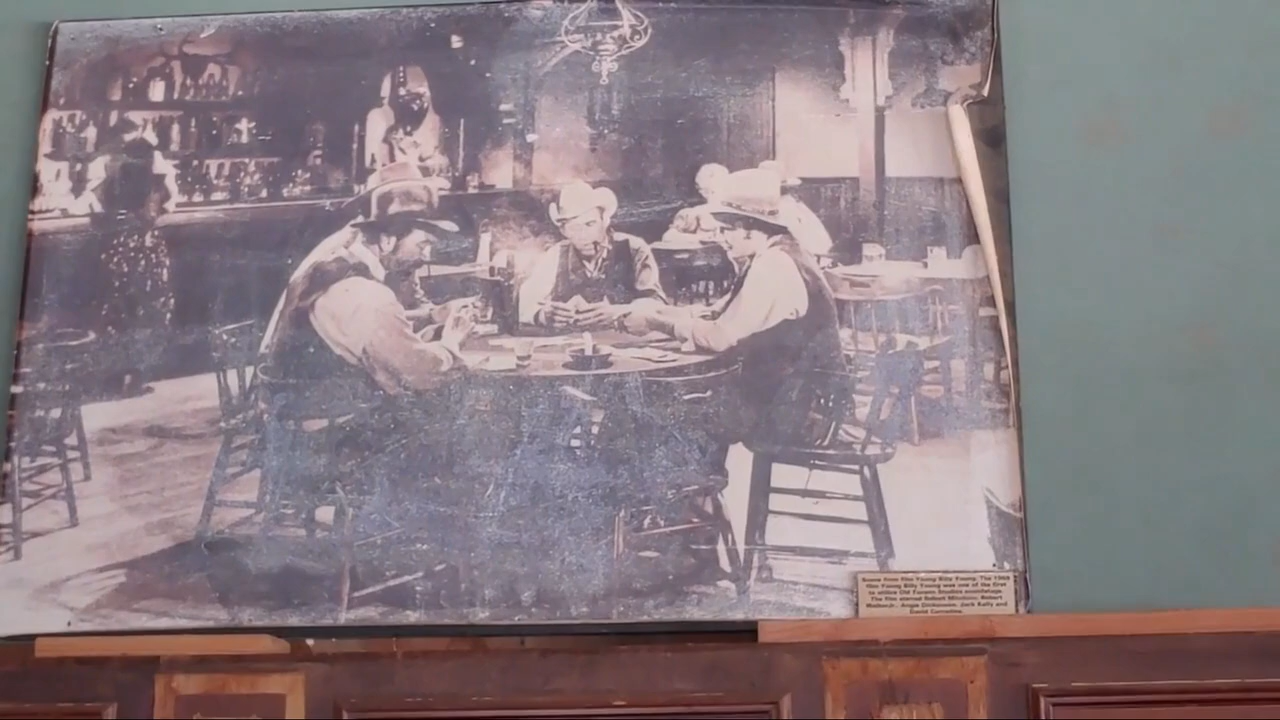 Scene from film Young Billy Young. The 1968
film Young Billy Young was one of the first
to utilize Old Tucson Studios soundstage.
The film starred Robert Mitchum, Robert
Walker Jr., Angie Dickinson, Jack Kelly and
David Carradine.